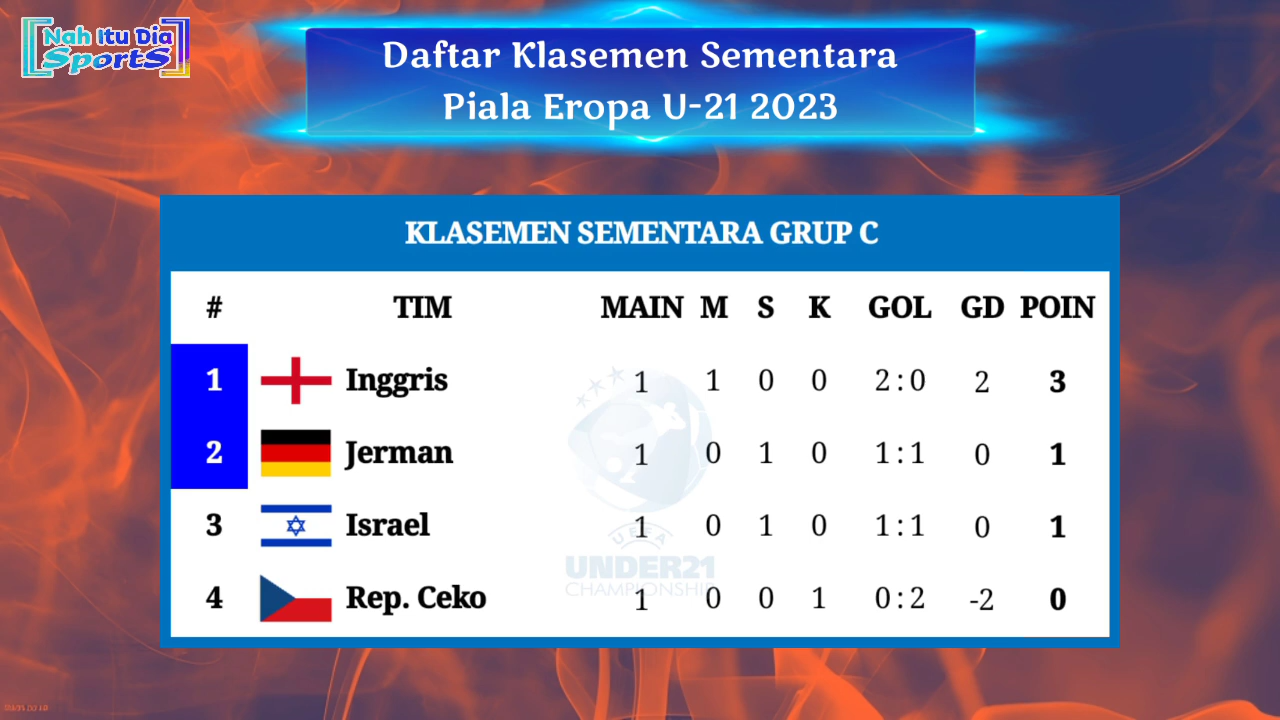 Nah Itu Dia
Sports
Daftar Klasemen Sementara
Piala Eropa U-21 2023
KLASEMEN SEMENTARA GRUP C
# TIM MAIN M S K GOL GD POIN
1 Inggris 1 1 0 0 2:0 2 3
2 Jerman 1 0 1 0 1:1 0 1
3 Israel 1 0 1 0 1:1 0 1
4 Rep. Ceko 1 0 0 1 0:2 -2 0
UEFA
UNDER21
CHAMPIONSHIP